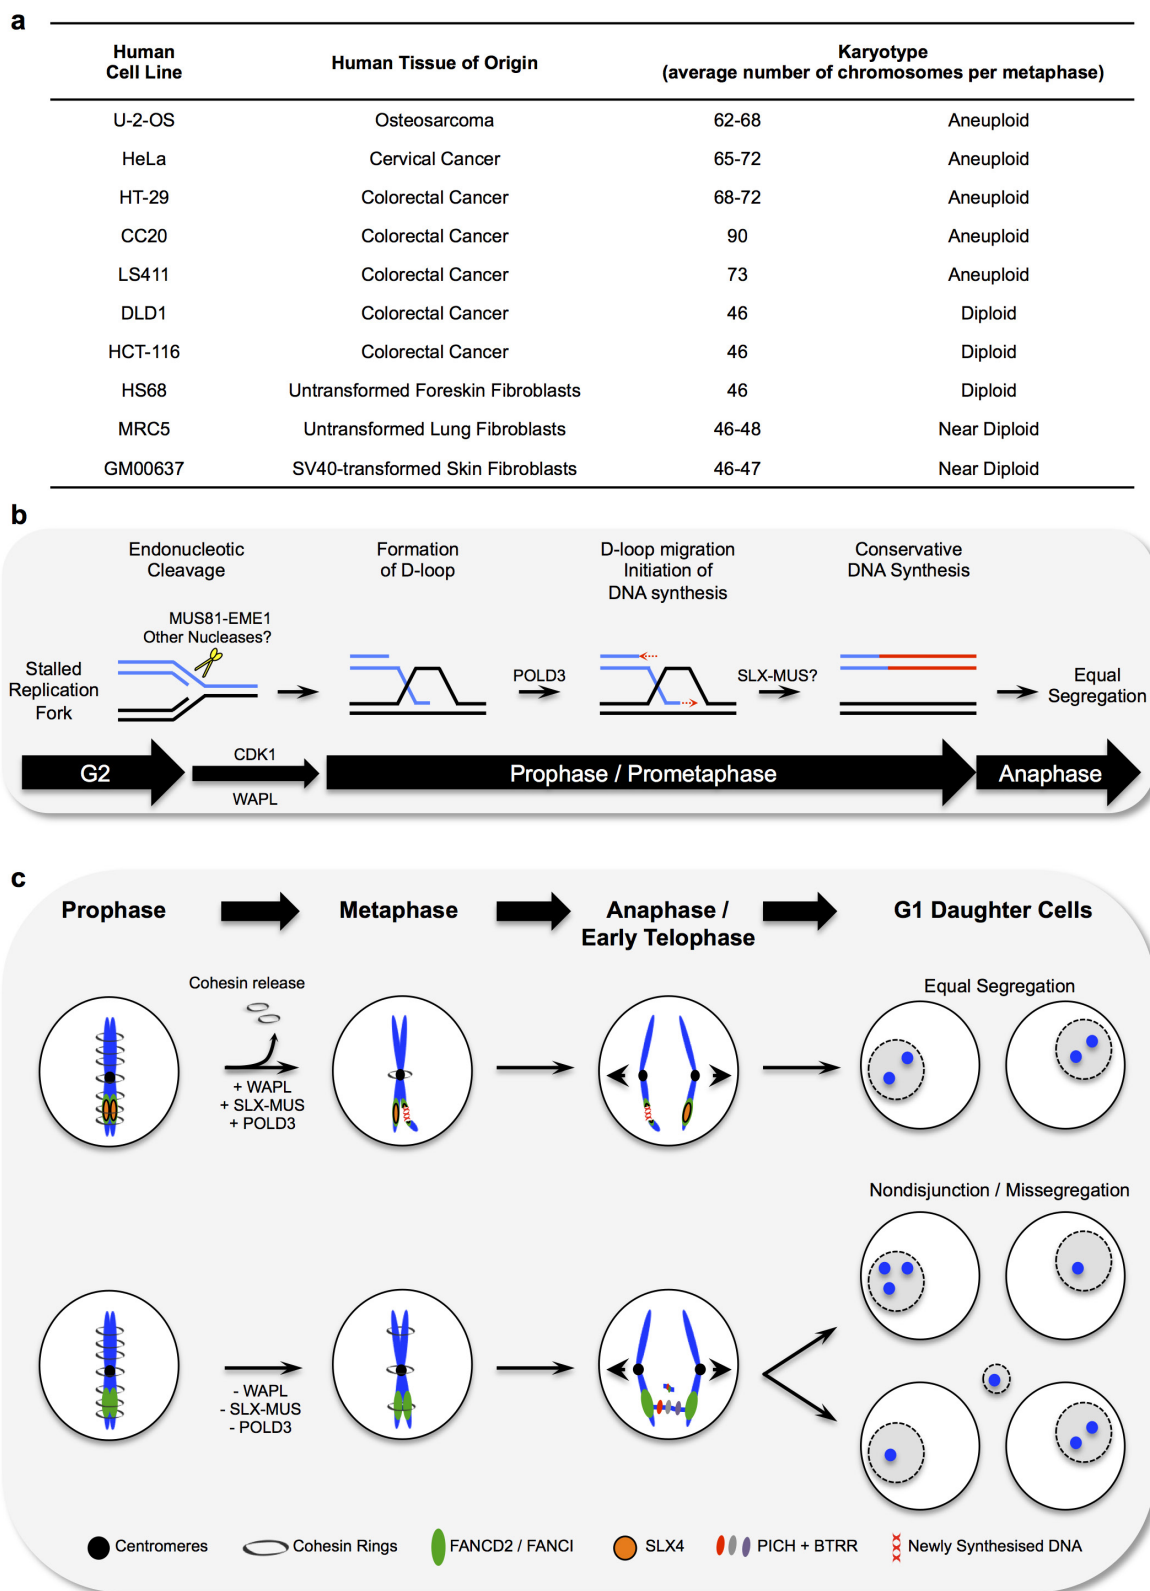 a
Human
Cell Line
Human Tissue of Origin
Karyotype
(average number of chromosomes per metaphase)
U-2-OS Osteosarcoma 62-68 Aneuploid
HeLa Cervical Cancer 65-72 Aneuploid
HT-29 Colorectal Cancer 68-72 Aneuploid
CC20 Colorectal Cancer 90 Aneuploid
LS411 Colorectal Cancer 73 Aneuploid
DLD1 Colorectal Cancer 46 Diploid
HCT-116 Colorectal Cancer 46 Diploid
HS68 Untransformed Foreskin Fibroblasts 46 Diploid
MRC5 Untransformed Lung Fibroblasts 46-48 Near Diploid
GM00637 SV40-transformed Skin Fibroblasts 46-47 Near Diploid
b
Endonucleotic
Cleavage
Formation
of D-loop
D-loop migration
Initiation of
DNA synthesis
Conservative
DNA Synthesis
MUS81-EME1
Other Nucleases?
Stalled
Replication
Fork
POLD3
SLX-MUS?
Equal
Segregation
G2
CDK1
WAPL
Prophase / Prometaphase
Anaphase
c
Prophase
Metaphase
Anaphase /
Early Telophase
G1 Daughter Cells
Cohesin release
+ WAPL
+ SLX-MUS
+ POLD3
Equal Segregation
Nondisjunction / Missegregation
- WAPL
- SLX-MUS
- POLD3
Centromeres
Cohesin Rings
FANCD2 / FANCI
SLX4
PICH + BTRR
Newly Synthesised DNA